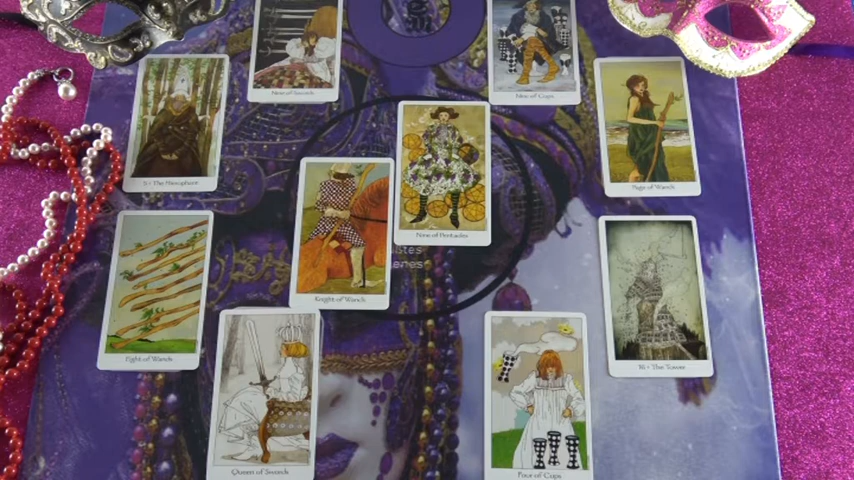 Nine of Swords
Nine of Cups
5 - The Hierophant
Page of Wands
Nine of Pentacles
Knight of Wands
Eight of Wands
16 - The Tower
Queen of Swords
Four of Cups